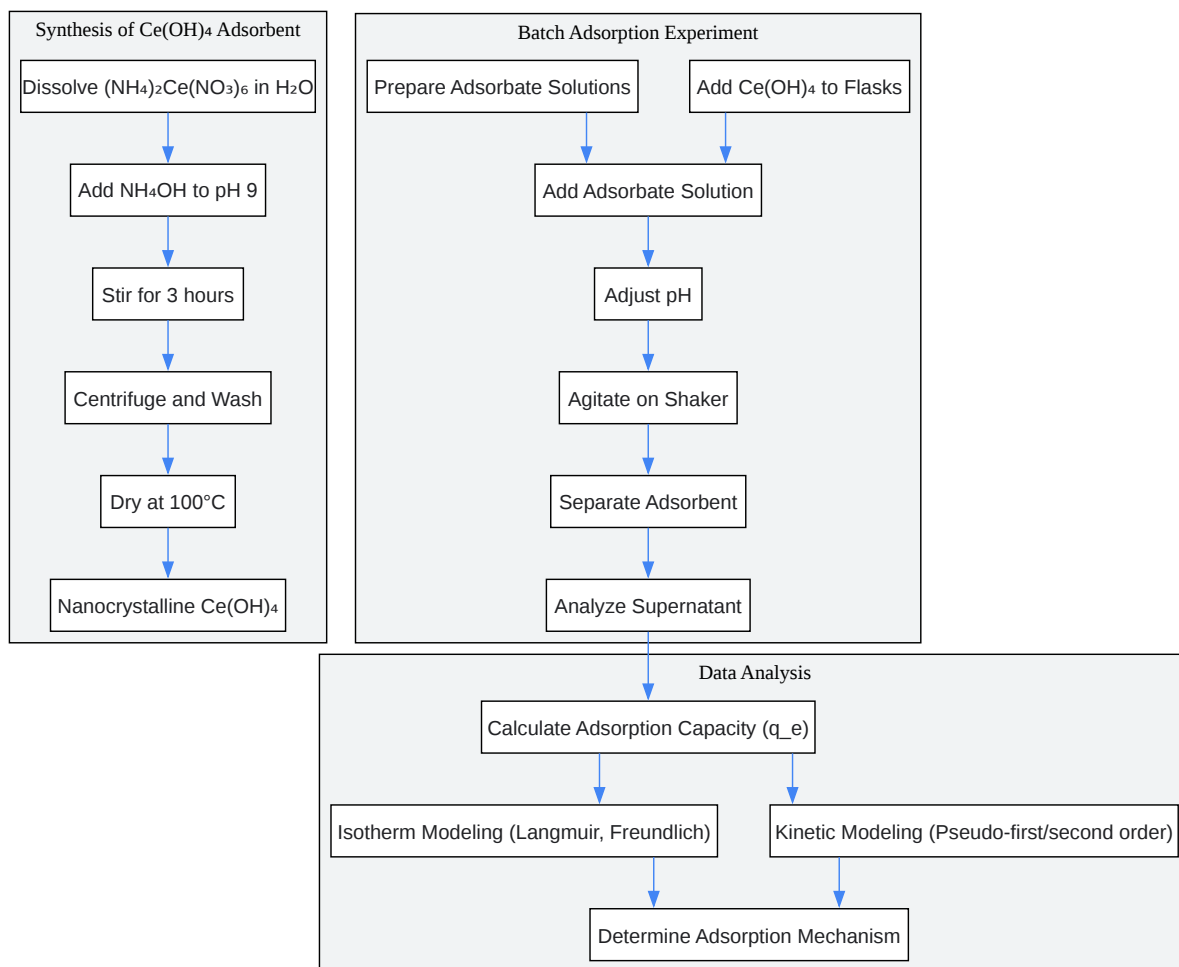 Synthesis of Ce(OH)₄ Adsorbent
Dissolve (NH₄)₂Ce(NO₃)₆ in H₂O
Add NH₄OH to pH 9
Stir for 3 hours
Centrifuge and Wash
Dry at 100°C
Nanocrystalline Ce(OH)₄
Batch Adsorption Experiment
Prepare Adsorbate Solutions
Add Ce(OH)₄ to Flasks
Add Adsorbate Solution
Adjust pH
Agitate on Shaker
Separate Adsorbent
Analyze Supernatant
Data Analysis
Calculate Adsorption Capacity (q_e)
Isotherm Modeling (Langmuir, Freundlich)
Kinetic Modeling (Pseudo-first/second order)
Determine Adsorption Mechanism